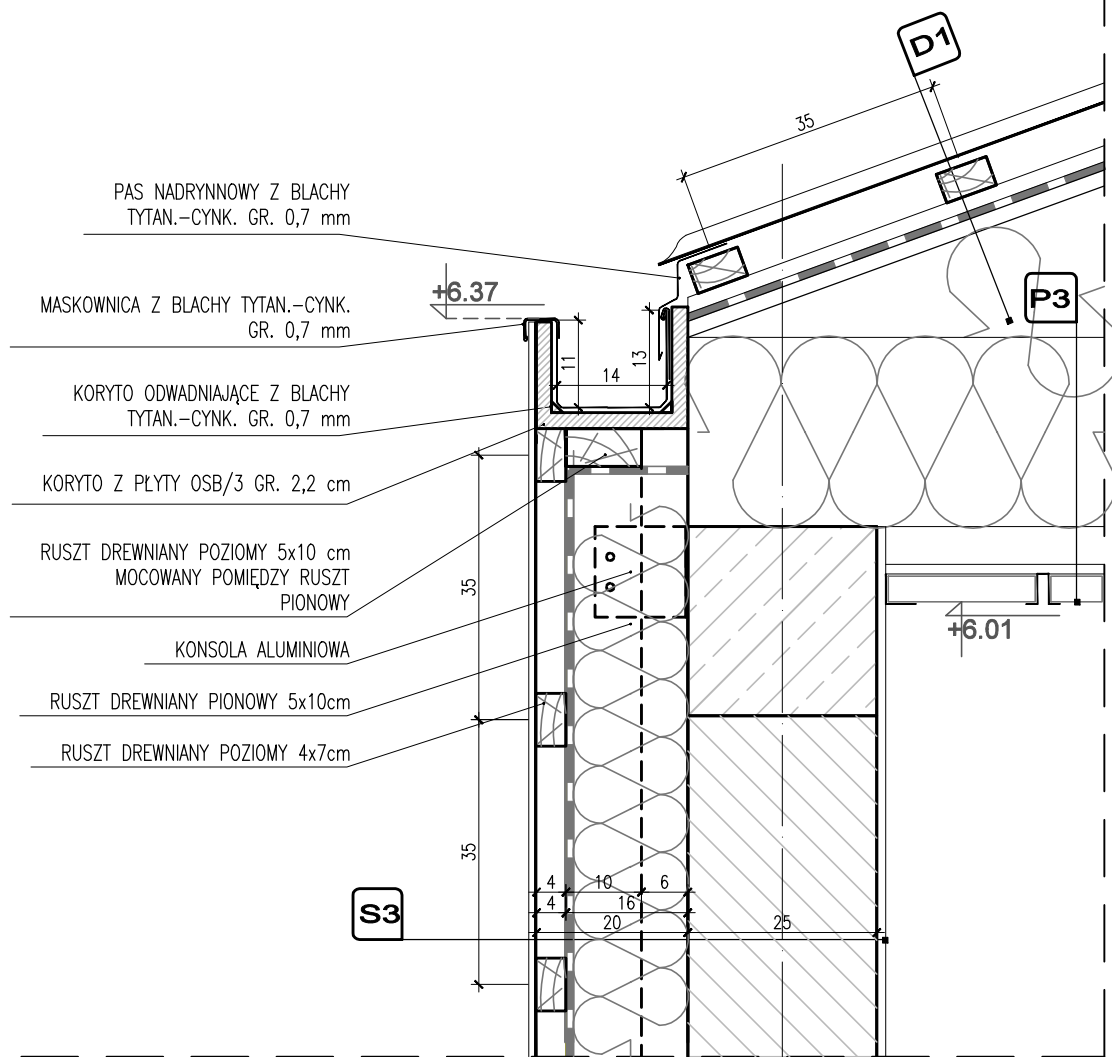 D1
35
PAS NADRYNNOWY Z BLACHY
TYTAN.-CYNK. GR. 0,7 mm
+6.37
P3
MASKOWNICA Z BLACHY TYTAN.-CYNK.
GR. 0,7 mm
11
14
13
KORYTO ODWADNIAJĄCE Z BLACHY
TYTAN.-CYNK. GR. 0,7 mm
KORYTO Z PŁYTY OSB/3 GR. 2,2 cm
RUSZT DREWNIANY POZIOMY 5x10 cm
MOCOWANY POMIĘDZY RUSZT
PIONOWY
35
+6.01
KONSOLA ALUMINIOWA
RUSZT DREWNIANY PIONOWY 5x10cm
RUSZT DREWNIANY POZIOMY 4x7cm
35
4 10 6
4 16
20 25
S3